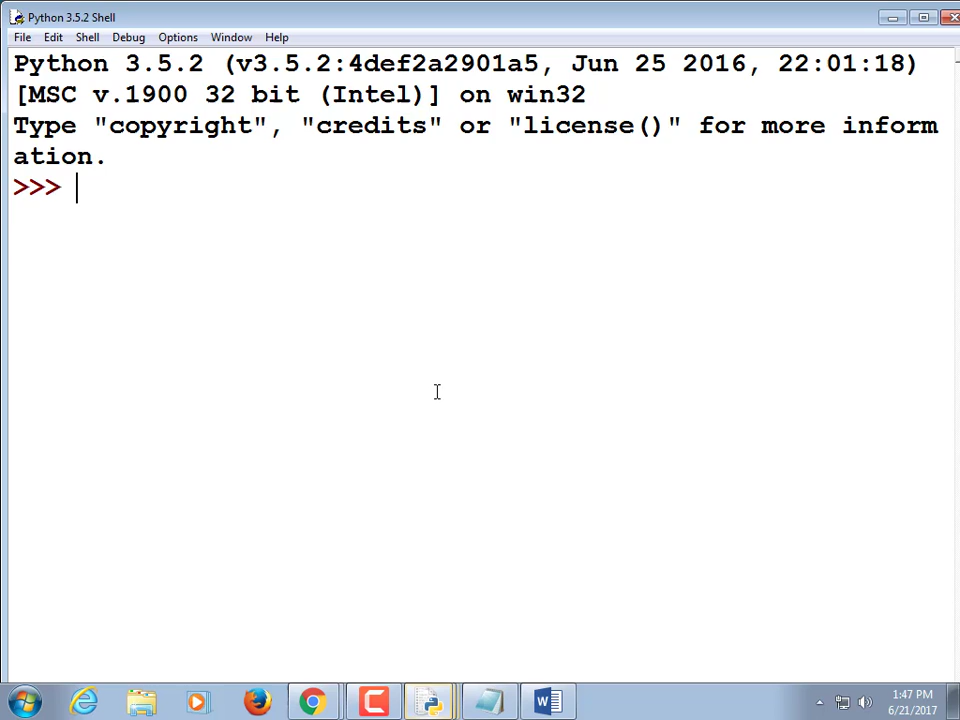 Python 3.5.2 Shell
File Edit Shell Debug Options Window Help
Python 3.5.2 (v3.5.2:4def2a2901a5, Jun 25 2016, 22:01:18)
[MSC v.1900 32 bit (Intel)] on win32
Type "copyright", "credits" or "license()" for more inform
ation.
>>>
1:47 PM
6/21/2017